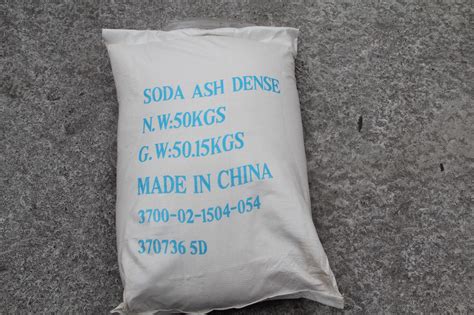 SODA ASH DENSE
N.W:50KGS
G.W:50.15KGS
MADE IN CHINA
3700-02-1504-054
370736 5D